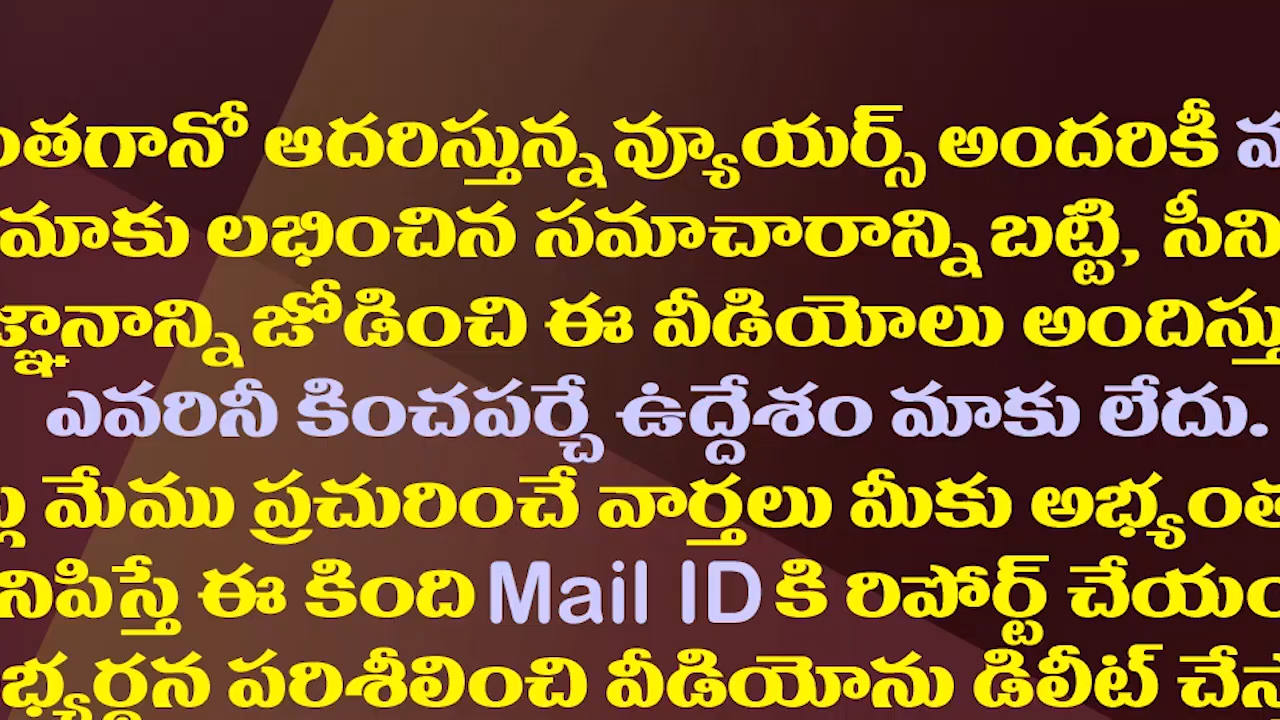 ంతగానో ఆదరిస్తున్న వ్యూయర్స్ అందరికీ
మాకు లభించిన సమాచారాన్ని బట్టి, సీని
జ్ఞానాన్ని జోడించి ఈ వీడియోలు అందిస్తు
ఎవరినీ కించపర్చే ఉద్దేశం మాకు లేదు.
మేము ప్రచురించే వార్తలు మీకు అభ్యంత
నిపిస్తే ఈ కింది Mail ID కి రిపోర్ట్ చేయం
భ్యర్థన పరిశీలించి వీడియోను డిలీట్ చేస